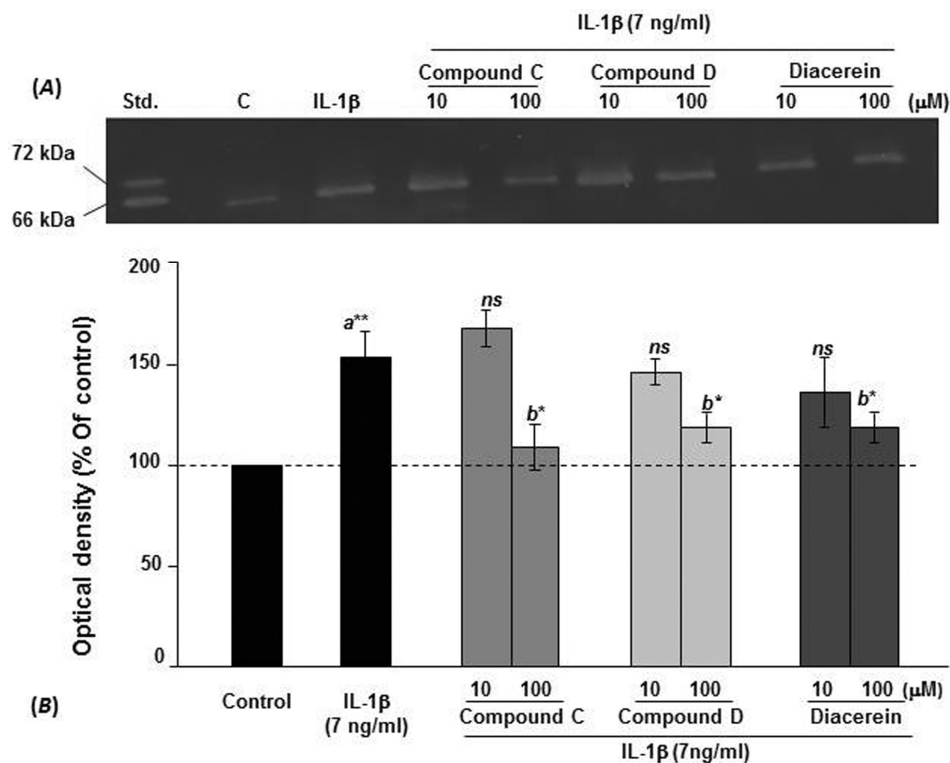 IL-1β (7 ng/ml)
Compound C Compound D Diacerein
(A) Std. C IL-1β 10 100 10 100 10 100 (μM)
72 kDa
66 kDa
200
150
100
50
0
Optical density (% Of control)
a**
ns
b*
ns
b*
ns
b*
Control IL-1β 10 100 10 100 10 100 (μM)
(B) (7 ng/ml) Compound C Compound D Diacerein
IL-1β (7ng/ml)